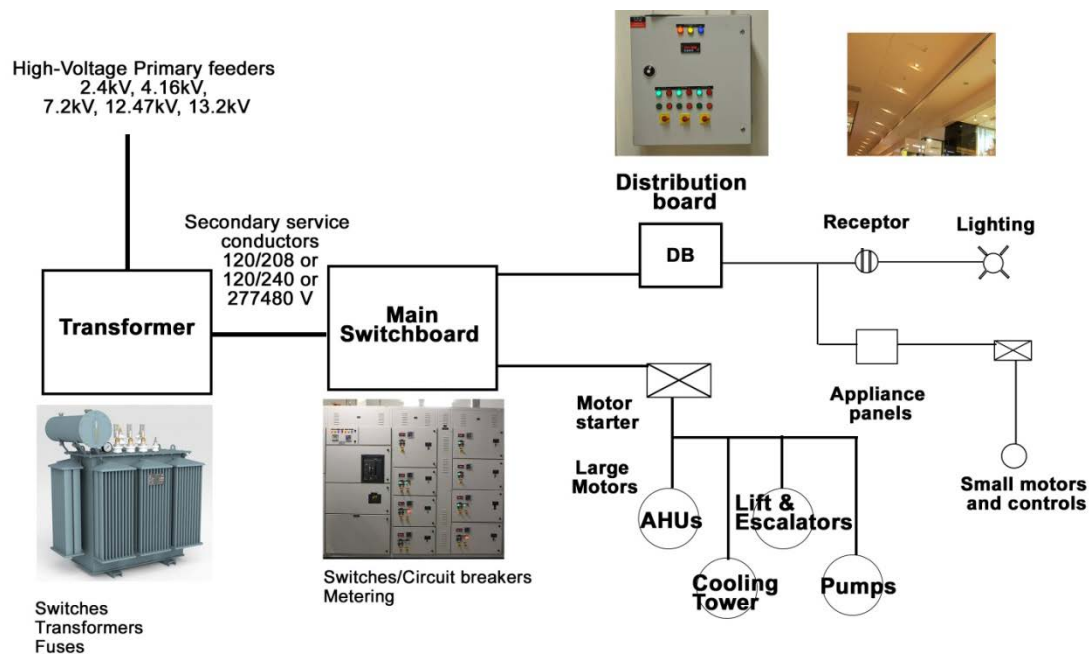 High-Voltage Primary feeders
2.4kV, 4.16kV,
7.2kV, 12.47kV, 13.2kV
Secondary service
conductors
120/208 or
120/240 or
277480 V
Transformer
Main
Switchboard
Distribution
board
DB
Receptor
Lighting
Appliance
panels
Small motors
and controls
Motor
starter
Large
Motors
AHUs
Lift &
Escalators
Cooling
Tower
Pumps
Switches/Circuit breakers
Metering
Switches
Transformers
Fuses